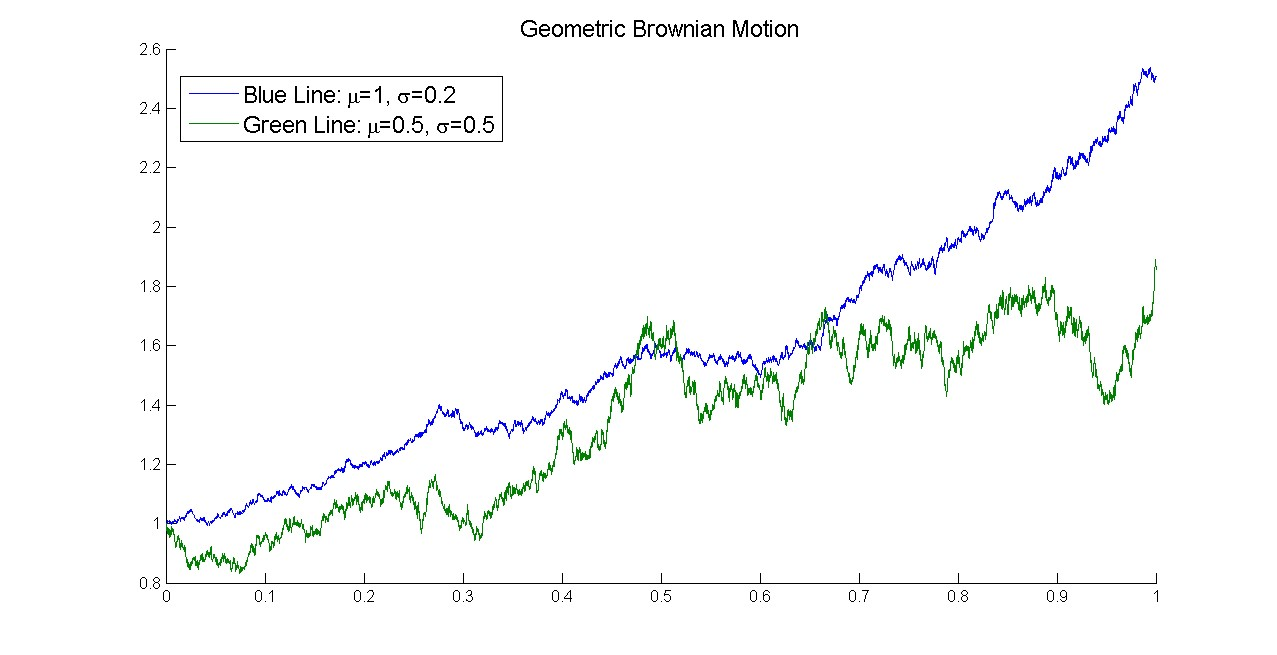 Geometric Brownian Motion
Blue Line: μ=1, σ=0.2
Green Line: μ=0.5, σ=0.5
2.6
2.4
2.2
2
1.8
1.6
1.4
1.2
1
0.8
0 0.1 0.2 0.3 0.4 0.5 0.6 0.7 0.8 0.9 1